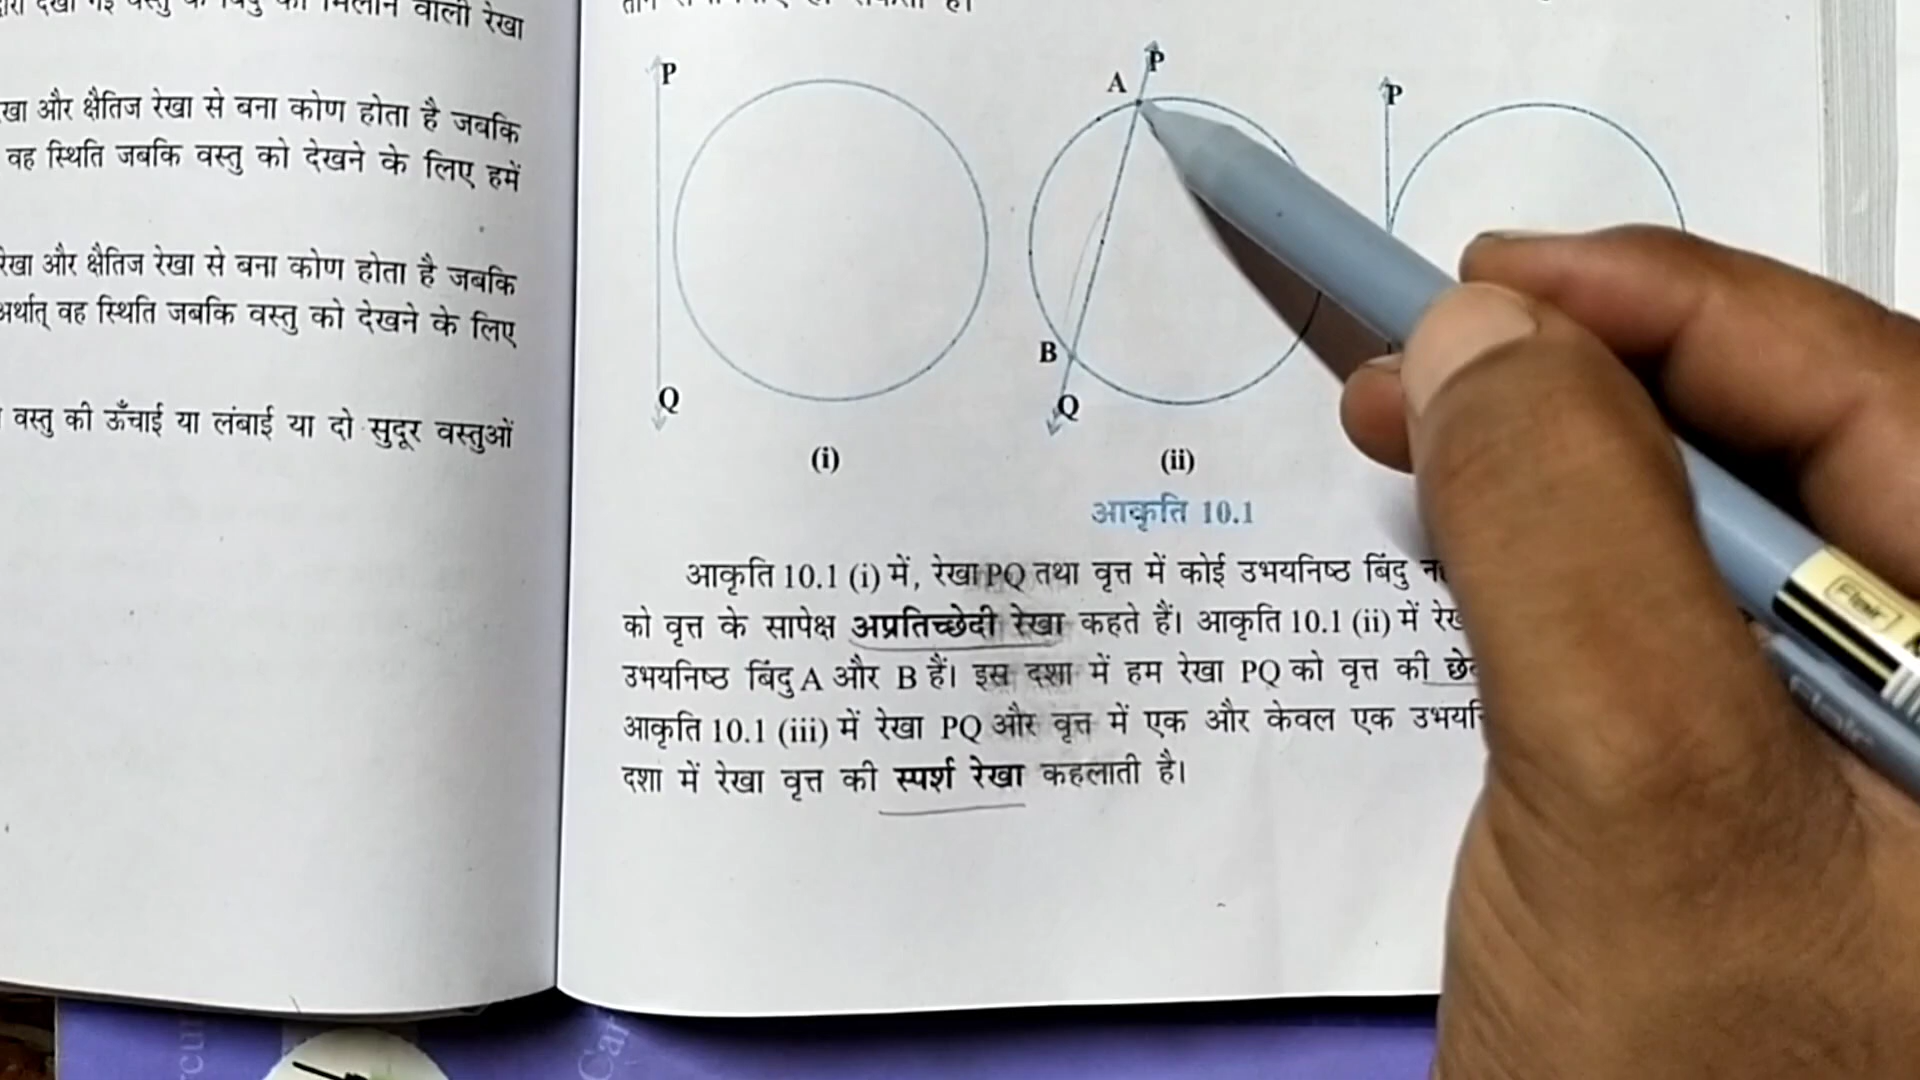 वाली रेखा
और क्षैतिज रेखा से बना कोण होता है जबकि
वह स्थिति जबकि वस्तु को देखने के लिए हमें
रेखा और क्षैतिज रेखा से बना कोण होता है जबकि
अर्थात् वह स्थिति जबकि वस्तु को देखने के लिए
वस्तु की ऊँचाई या लंबाई या दो सुदूर वस्तुओं
P
Q
(i)
P
A
B
Q
(ii)
P
आकृति 10.1
आकृति 10.1 (i) में, रेखा PQ तथा वृत्त में कोई उभयनिष्ठ बिंदु
को वृत्त के सापेक्ष अप्रतिच्छेदी रेखा कहते हैं। आकृति 10.1 (ii) में
उभयनिष्ठ बिंदु A और B हैं। इस दशा में हम रेखा PQ को वृत्त की
आकृति 10.1 (iii) में रेखा PQ और वृत्त में एक और केवल एक
दशा में रेखा वृत्त की स्पर्श रेखा कहलाती है।
Flair